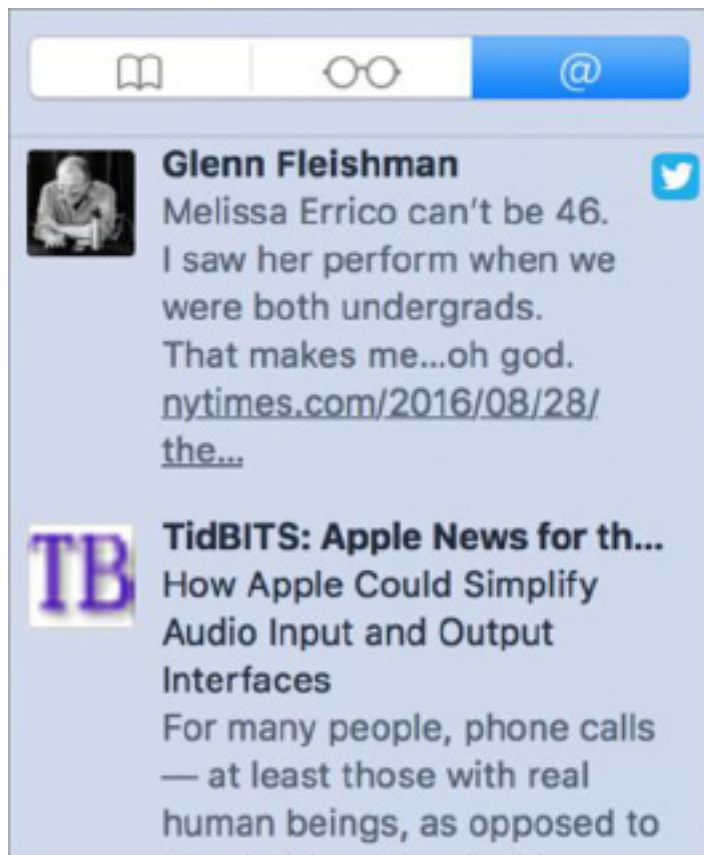 @
Glenn Fleishman
Melissa Errico can't be 46.
I saw her perform when we
were both undergrads.
That makes me...oh god.
nytimes.com/2016/08/28/
the...
TB
TidBITS: Apple News for th...
How Apple Could Simplify
Audio Input and Output
Interfaces
For many people, phone calls
— at least those with real
human beings, as opposed to